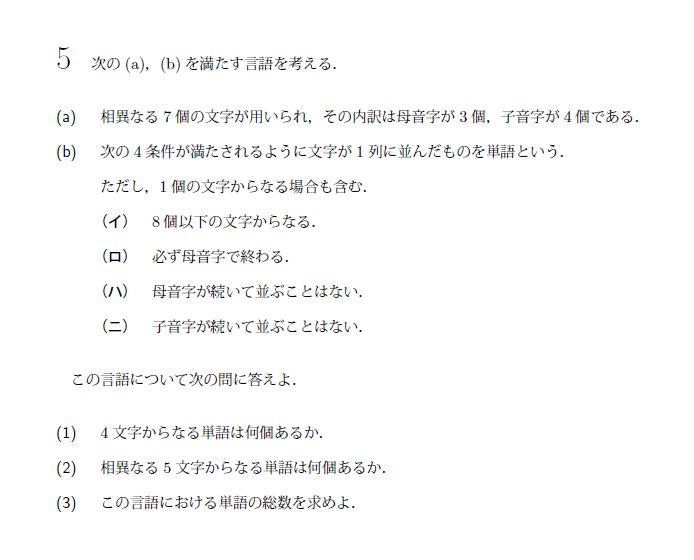 5 次の (a),(b) を満たす言語を考える.
(a) 相異なる 7 個の文字が用いられ,その内訳は母音字が 3 個,子音字が 4 個である.
(b) 次の 4 条件が満たされるように文字が 1 列に並んだものを単語という.
ただし,1 個の文字からなる場合も含む.
(イ) 8 個以下の文字からなる.
(ロ) 必ず母音字で終わる.
(ハ) 母音字が続いて並ぶことはない.
(ニ) 子音字が続いて並ぶことはない.
この言語について次の問に答えよ.
(1) 4 文字からなる単語は何個あるか.
(2) 相異なる 5 文字からなる単語は何個あるか.
(3) この言語における単語の総数を求めよ.